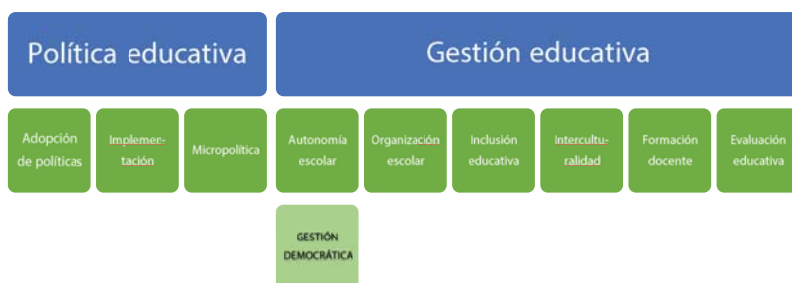 Política educativa
Gestión educativa
Adopción
de políticas
Implemen-
tación
Micropolítica
Autonomía
escolar
Organización
escolar
Inclusión
educativa
Intercultu-
ralidad
Formación
docente
Evaluación
educativa
GESTIÓN
DEMOCRÁTICA